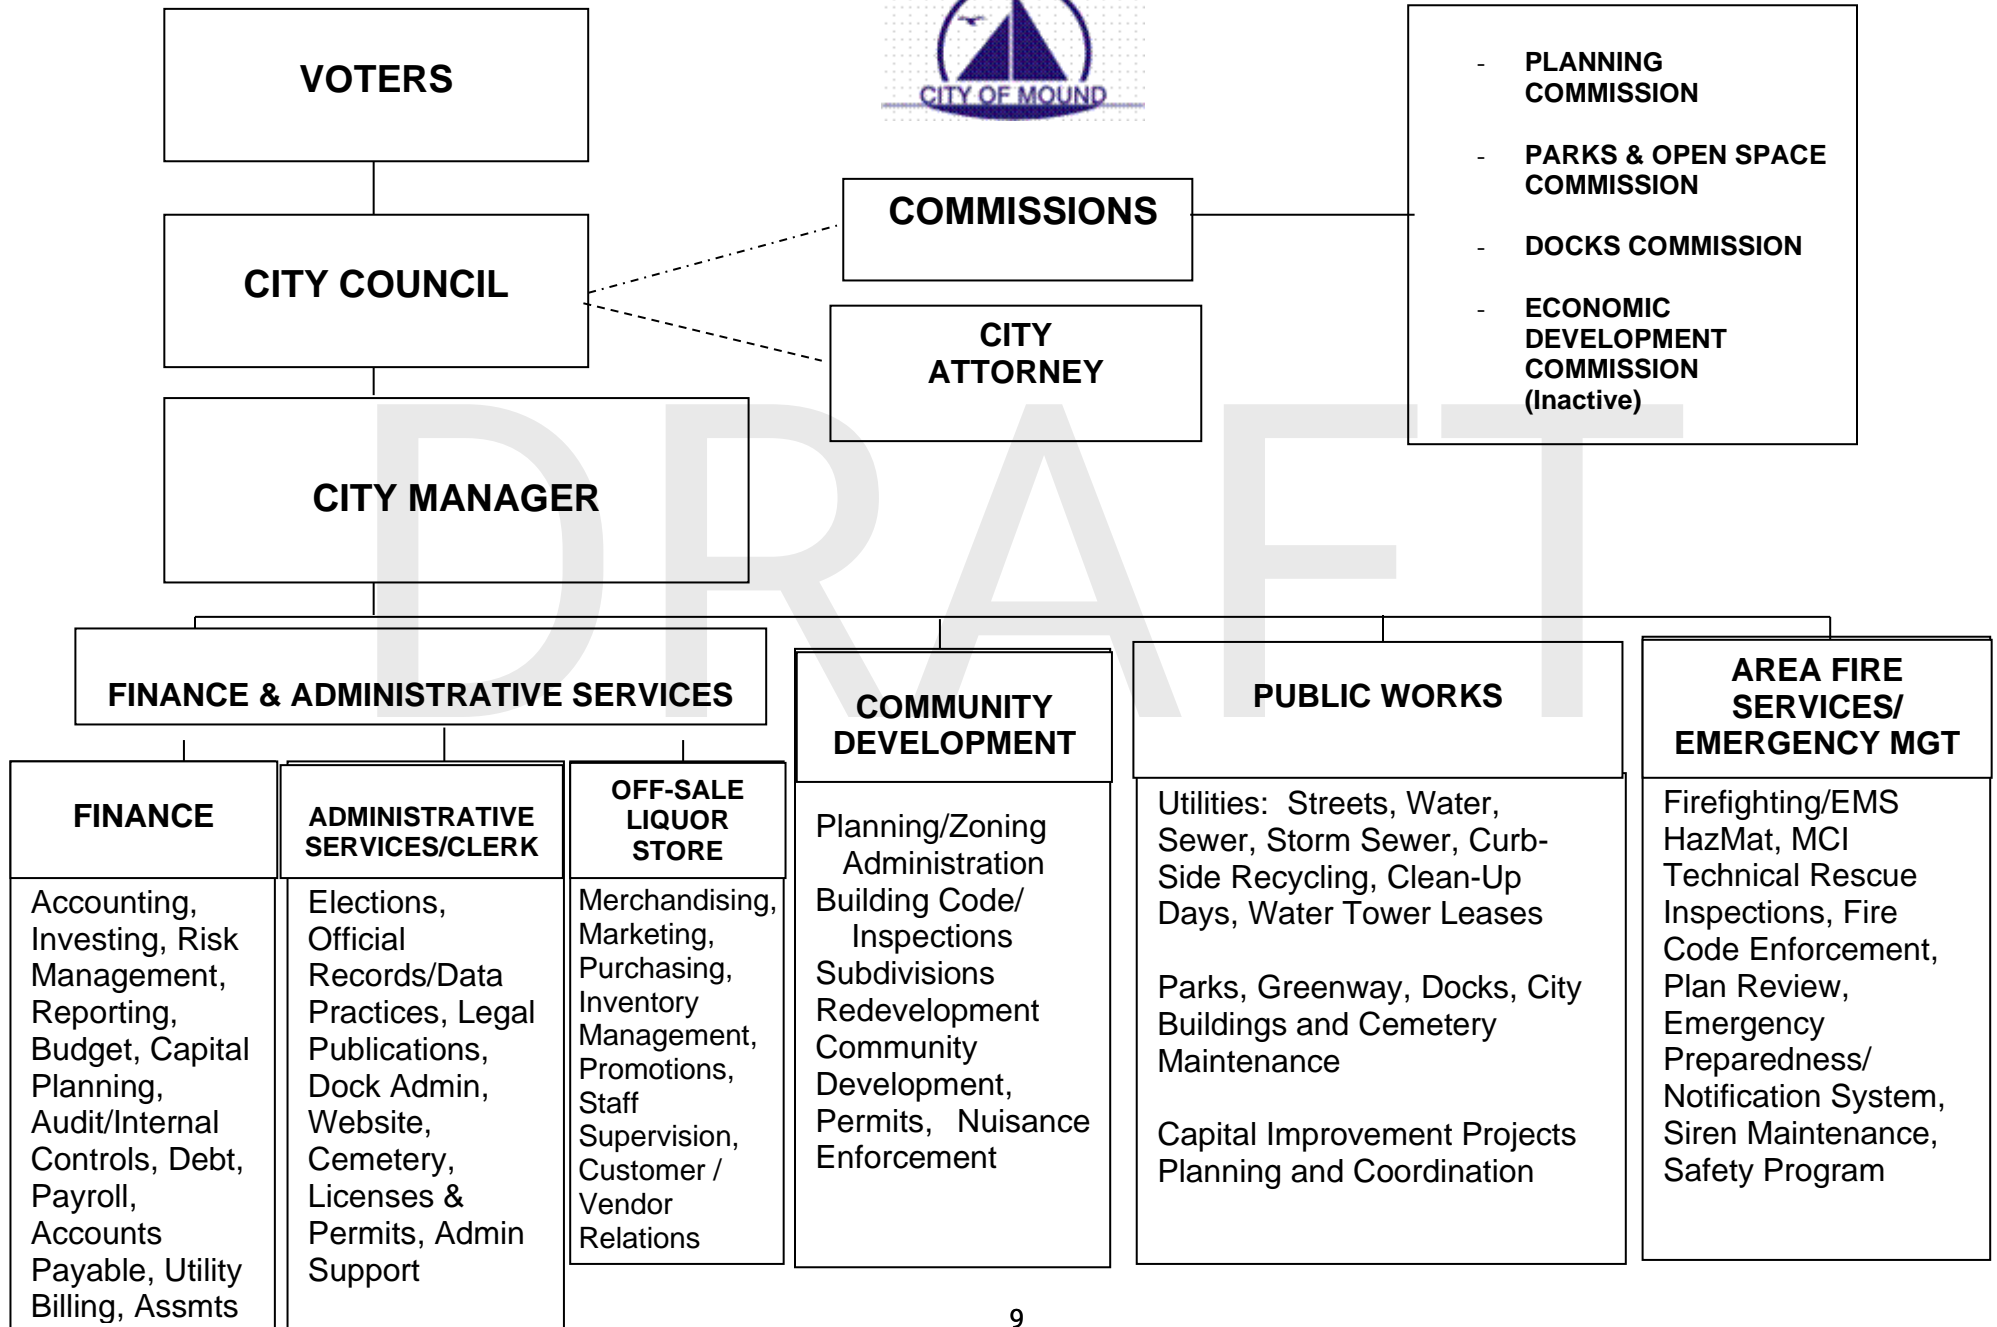 CITY OF MOUND
VOTERS
CITY COUNCIL
COMMISSIONS
- PLANNING
COMMISSION
- PARKS & OPEN SPACE
COMMISSION
- DOCKS COMMISSION
- ECONOMIC
DEVELOPMENT
COMMISSION
(Inactive)
CITY
ATTORNEY
CITY MANAGER
DRAFT
FINANCE & ADMINISTRATIVE SERVICES
FINANCE
Accounting,
Investing, Risk
Management,
Reporting,
Budget, Capital
Planning,
Audit/Internal
Controls, Debt,
Payroll,
Accounts
Payable, Utility
Billing, Assmts
ADMINISTRATIVE
SERVICES/CLERK
Elections,
Official
Records/Data
Practices, Legal
Publications,
Dock Admin,
Website,
Cemetery,
Licenses &
Permits, Admin
Support
OFF-SALE
LIQUOR
STORE
Merchandising,
Marketing,
Purchasing,
Inventory
Management,
Promotions,
Staff
Supervision,
Customer /
Vendor
Relations
COMMUNITY
DEVELOPMENT
Planning/Zoning
Administration
Building Code/
Inspections
Subdivisions
Redevelopment
Community
Development,
Permits, Nuisance
Enforcement
PUBLIC WORKS
Utilities: Streets, Water,
Sewer, Storm Sewer, Curb-
Side Recycling, Clean-Up
Days, Water Tower Leases
Parks, Greenway, Docks, City
Buildings and Cemetery
Maintenance
Capital Improvement Projects
Planning and Coordination
AREA FIRE
SERVICES/
EMERGENCY MGT
Firefighting/EMS
HazMat, MCI
Technical Rescue
Inspections, Fire
Code Enforcement,
Plan Review,
Emergency
Preparedness/
Notification System,
Siren Maintenance,
Safety Program
9